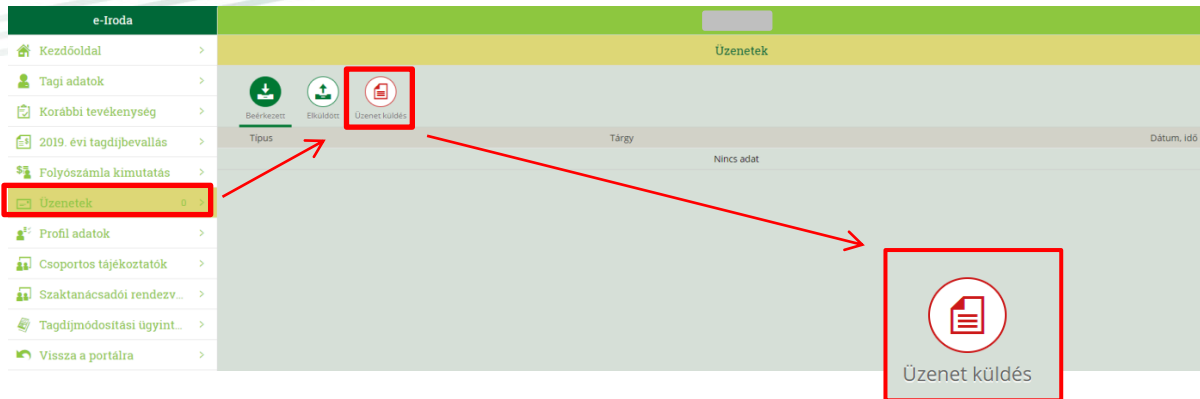 e-Iroda
Kezdőoldal
Tagi adatok
Korábbi tevékenység
2019. évi tagdíjbevallás
Folyószámla kimutatás
Üzenetek 0
Profil adatok
Csoportos tájékoztatók
Szaktanácsadói rendezv...
Tagdíjmódosítási ügyint...
Vissza a portálra
Üzenetek
Beérkezett Elküldött Üzenet küldés
Típus Tárgy Dátum, idő
Nincs adat
Üzenet küldés